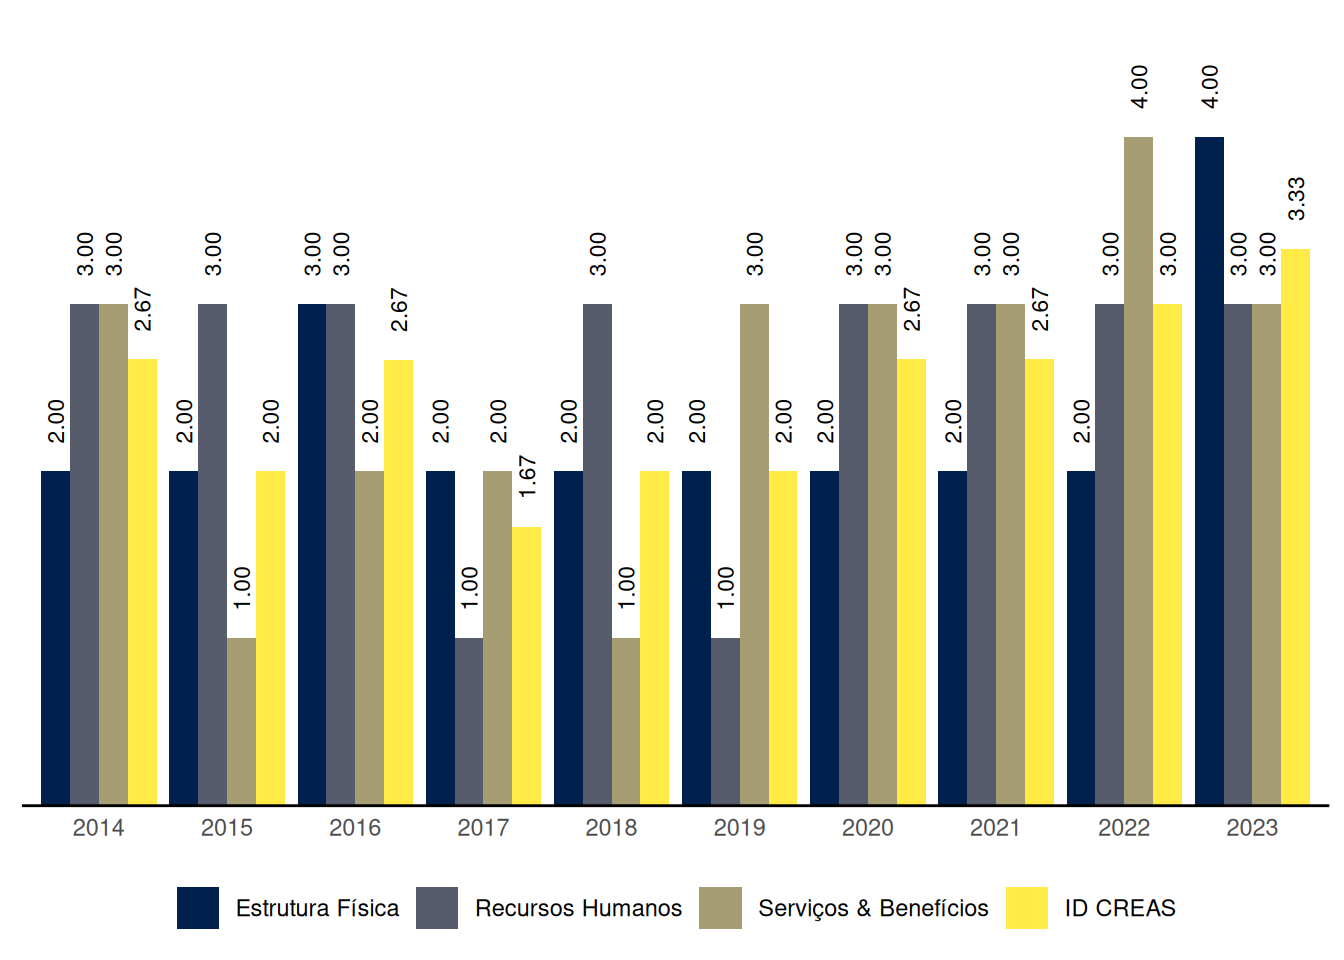 4.00 4.00
3.33
3.00 3.00 3.00 3.00 3.00 3.00 3.00 3.00 3.00 3.00 3.00 3.00 3.00 3.00 3.00
2.67 2.67 2.67 2.67
2.00 2.00 2.00 2.00 2.00 2.00 2.00 2.00 2.00 2.00 2.00 2.00 2.00
1.67
1.00 1.00 1.00 1.00
2014 2015 2016 2017 2018 2019 2020 2021 2022 2023
Estrutura Física Recursos Humanos Serviços & Benefícios ID CREAS